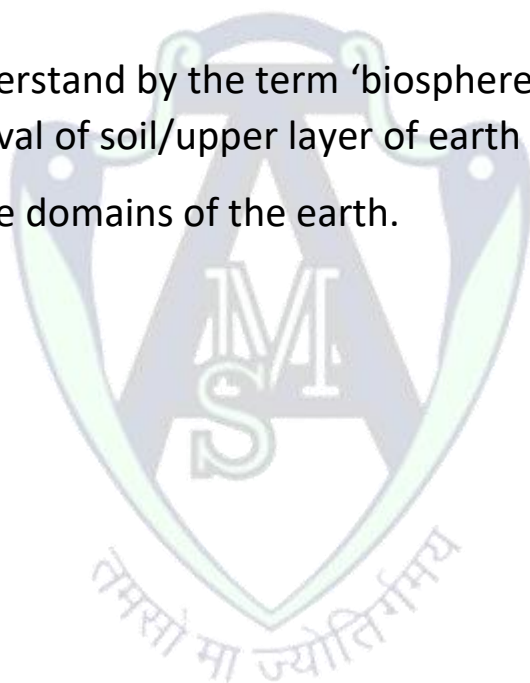 erstand by the term ‘biosphere
val of soil/upper layer of earth
e domains of the earth.
A
M
S
तमसो मा ज्योतिर्गमय